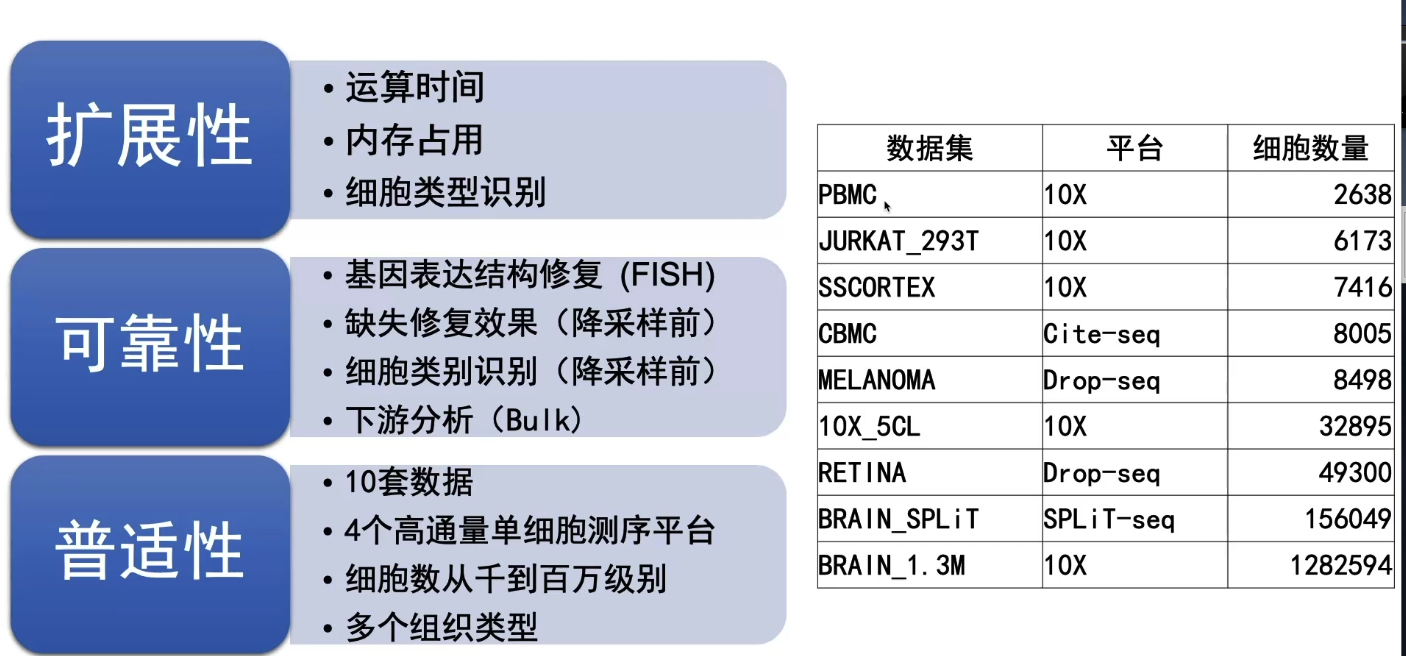 扩展性
• 运算时间
• 内存占用
• 细胞类型识别
可靠性
• 基因表达结构修复 (FISH)
• 缺失修复效果（降采样前）
• 细胞类别识别（降采样前）
• 下游分析（Bulk）
普适性
• 10套数据
• 4个高通量单细胞测序平台
• 细胞数从千到百万级别
• 多个组织类型
数据集 平台 细胞数量
PBMC 10X 2638
JURKAT_293T 10X 6173
SSCORTEX 10X 7416
CBMC Cite-seq 8005
MELANOMA Drop-seq 8498
10X_5CL 10X 32895
RETINA Drop-seq 49300
BRAIN_SPLiT SPLiT-seq 156049
BRAIN_1.3M 10X 1282594